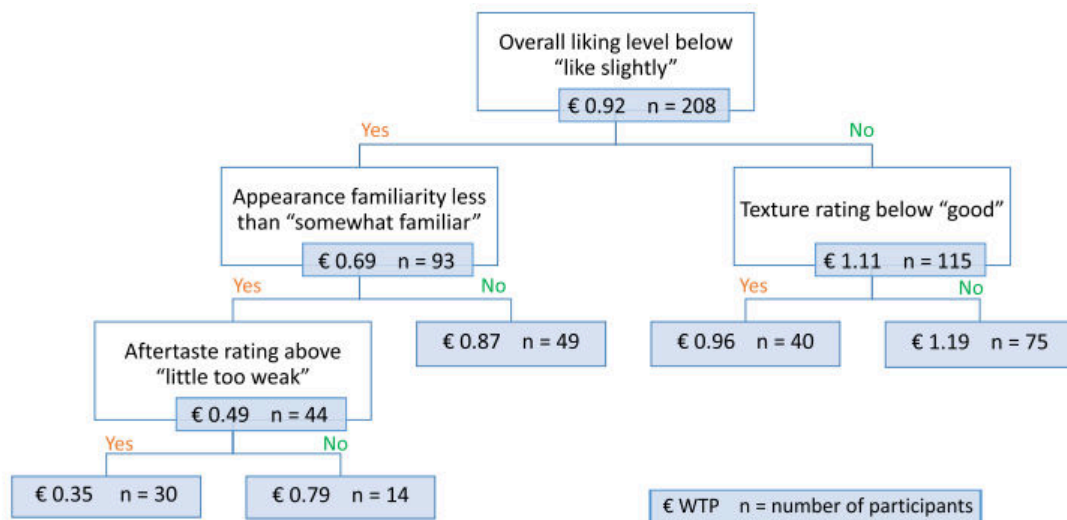 Overall liking level below
“like slightly”
€ 0.92 n = 208
Yes
No
Appearance familiarity less
than “somewhat familiar”
€ 0.69 n = 93
Texture rating below “good”
€ 1.11 n = 115
Yes
No
Yes
No
Aftertaste rating above
“little too weak”
€ 0.49 n = 44
€ 0.87 n = 49
€ 0.96 n = 40
€ 1.19 n = 75
Yes
No
€ 0.35 n = 30
€ 0.79 n = 14
€ WTP n = number of participants